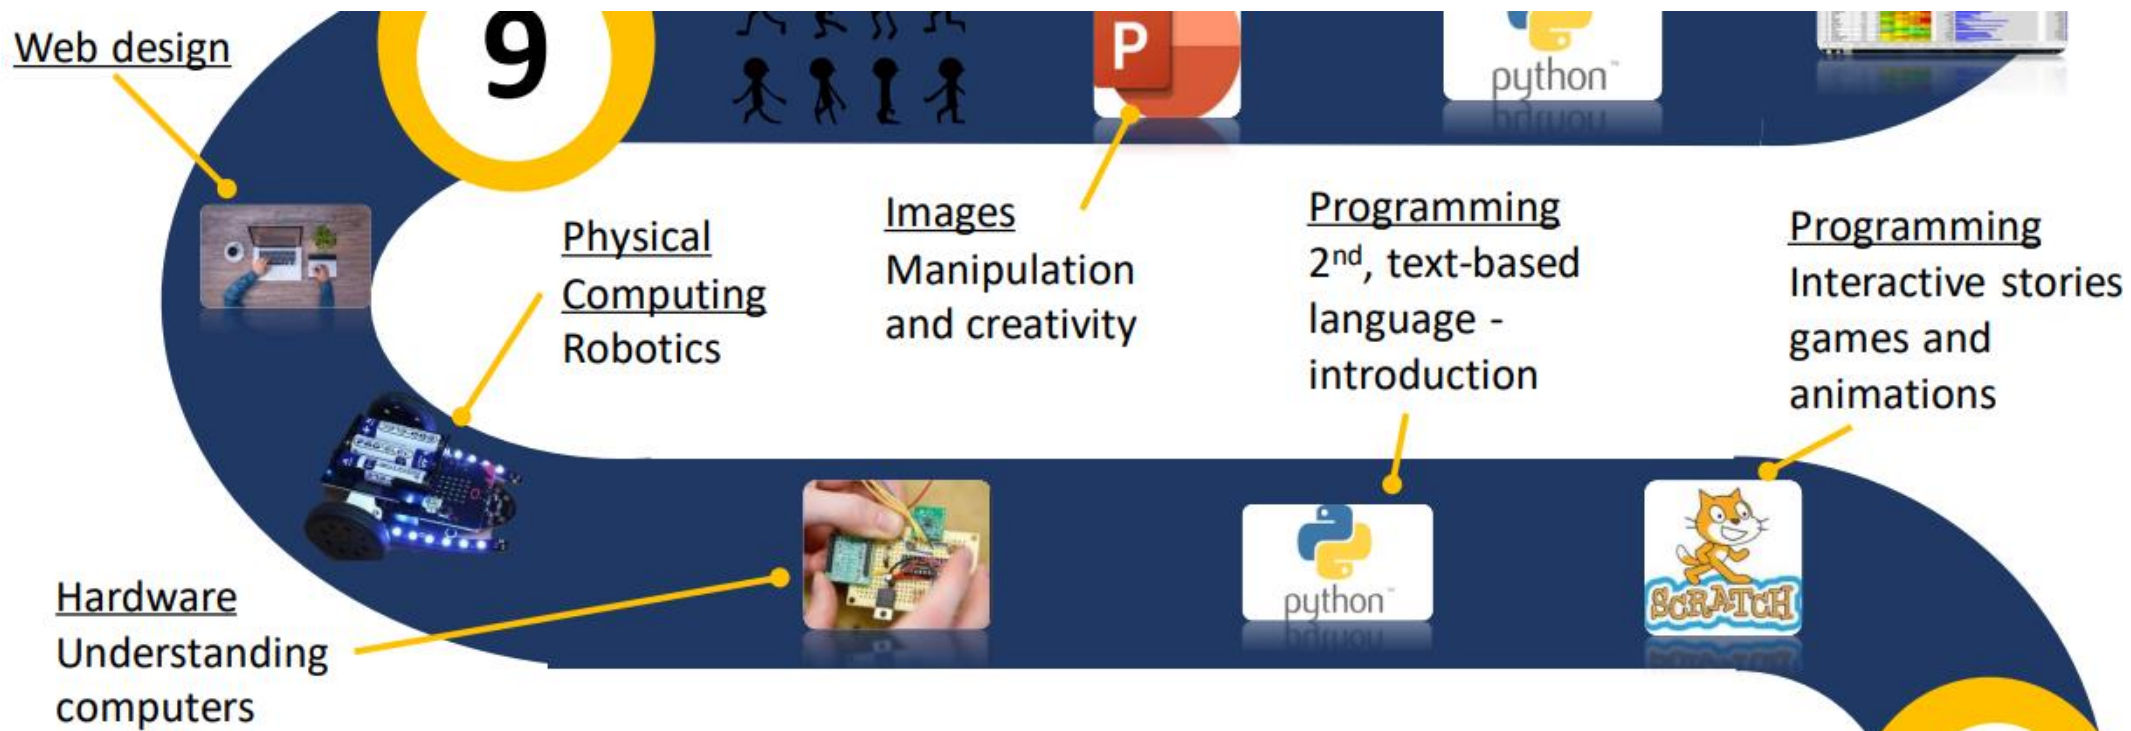 Web design
9
P
python
Physical
Computing
Robotics
Images
Manipulation
and creativity
Programming
2nd, text-based
language -
introduction
Programming
Interactive stories
games and
animations
Hardware
Understanding
computers
python
SCRATCH